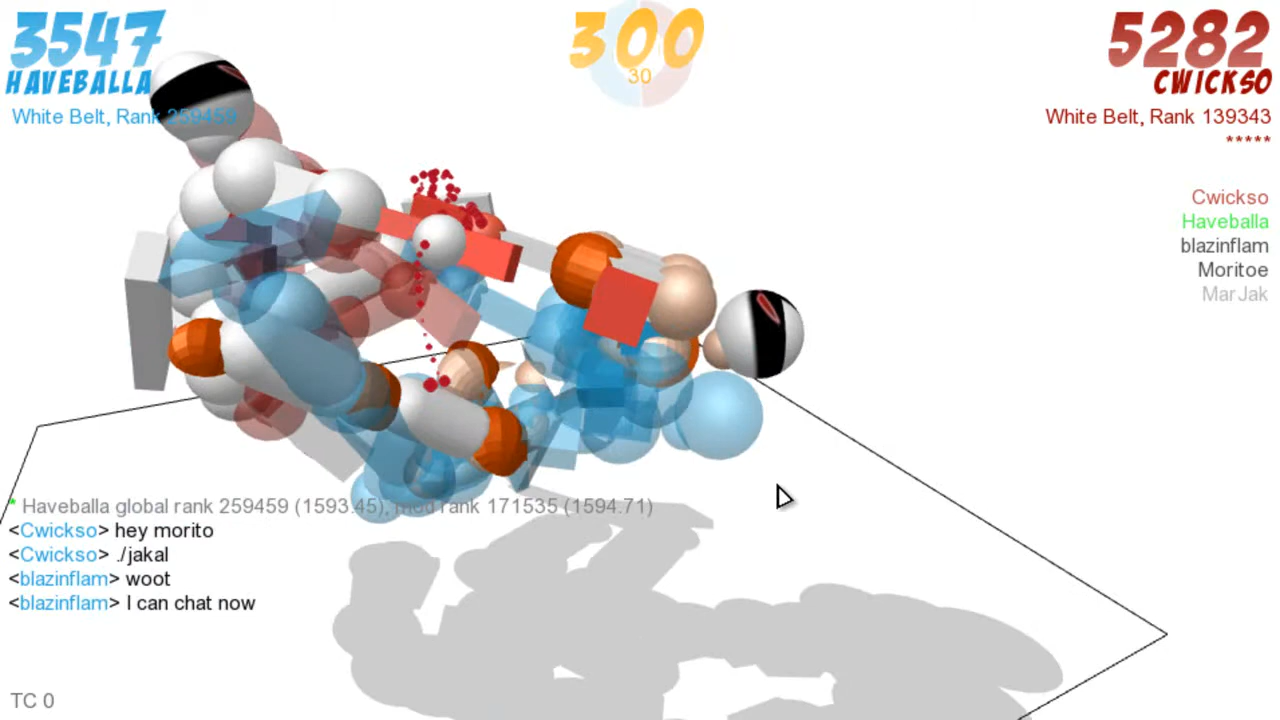 3547
HAVEBALLA
White Belt, Rank 259459
300
30
5282
CWICKSO
White Belt, Rank 139343
*****
Cwickso
Haveballa
blazinflam
Moritoe
MarJak
* Haveballa global rank 259459 (1593.45), mod rank 171535 (1594.71)
<Cwickso> hey morito
<Cwickso> ./jakal
<blazinflam> woot
<blazinflam> I can chat now
TC 0